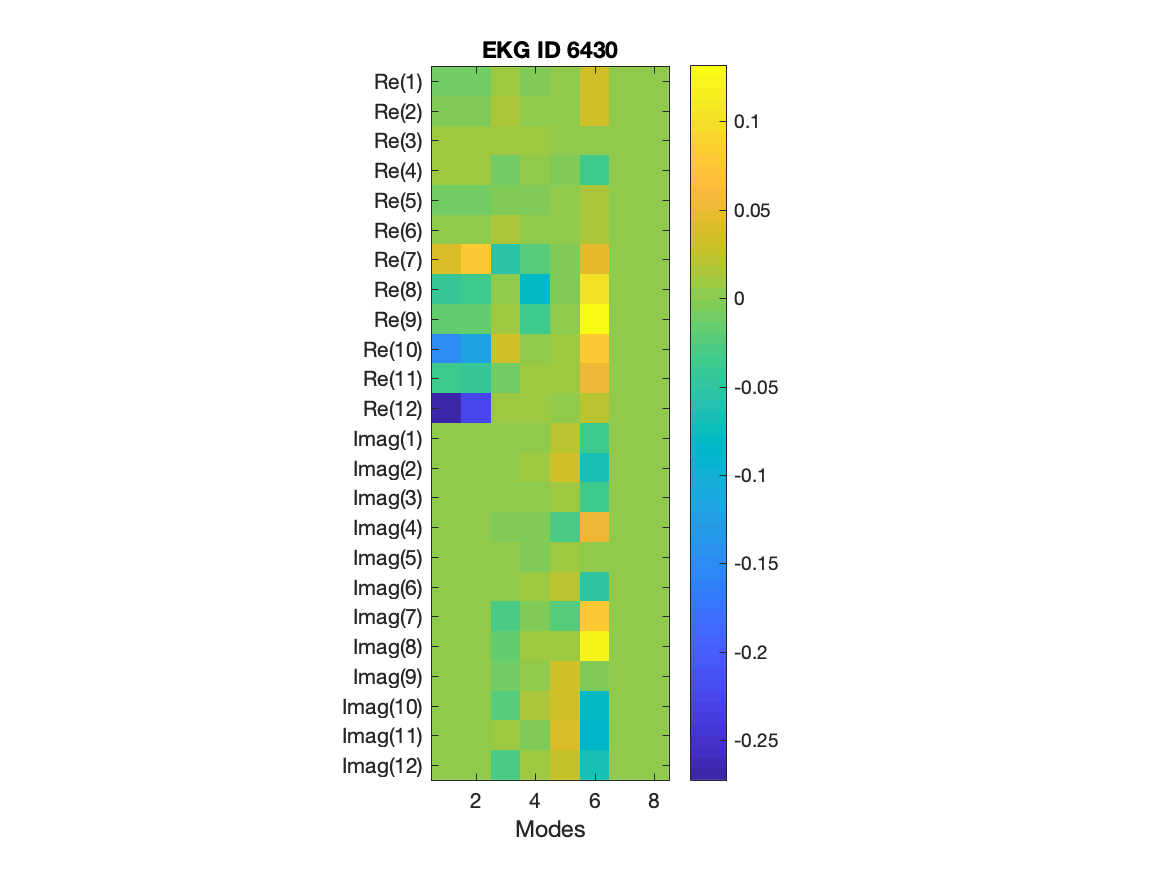 EKG ID 6430
Re(1)
Re(2)
Re(3)
Re(4)
Re(5)
Re(6)
Re(7)
Re(8)
Re(9)
Re(10)
Re(11)
Re(12)
Imag(1)
Imag(2)
Imag(3)
Imag(4)
Imag(5)
Imag(6)
Imag(7)
Imag(8)
Imag(9)
Imag(10)
Imag(11)
Imag(12)
2 4 6 8
Modes
0.1
0.05
0
-0.05
-0.1
-0.15
-0.2
-0.25